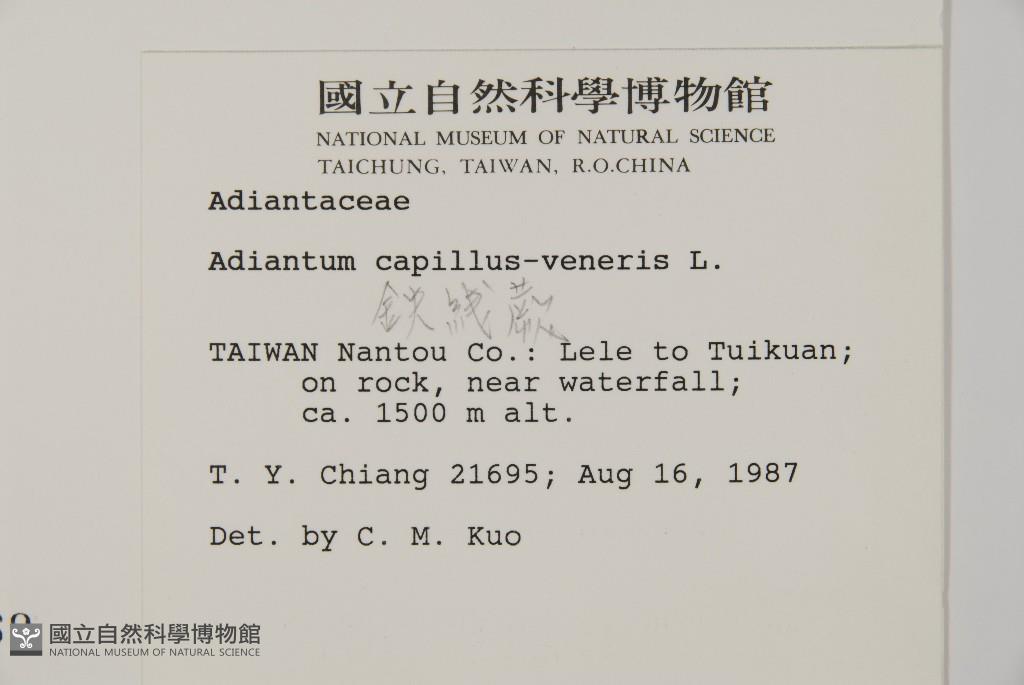 國立自然科學博物館
NATIONAL MUSEUM OF NATURAL SCIENCE
TAICHUNG, TAIWAN, R.O.CHINA
Adiantaceae
Adiantum capillus-veneris L.
鉄線蕨
TAIWAN Nantou Co.: Lele to Tuikuan;
on rock, near waterfall;
ca. 1500 m alt.
T. Y. Chiang 21695; Aug 16, 1987
Det. by C. M. Kuo
國立自然科學博物館
NATIONAL MUSEUM OF NATURAL SCIENCE